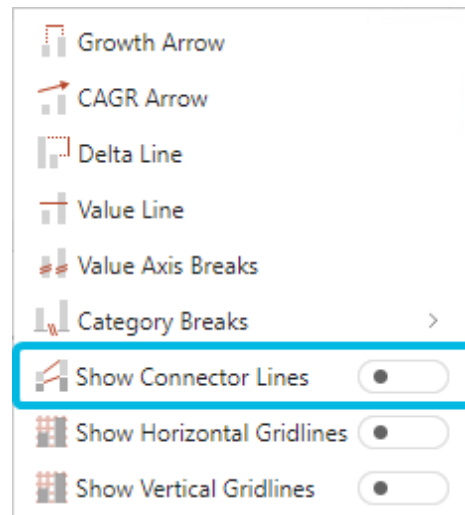 Growth Arrow
CAGR Arrow
Delta Line
Value Line
Value Axis Breaks
Category Breaks
Show Connector Lines
Show Horizontal Gridlines
Show Vertical Gridlines